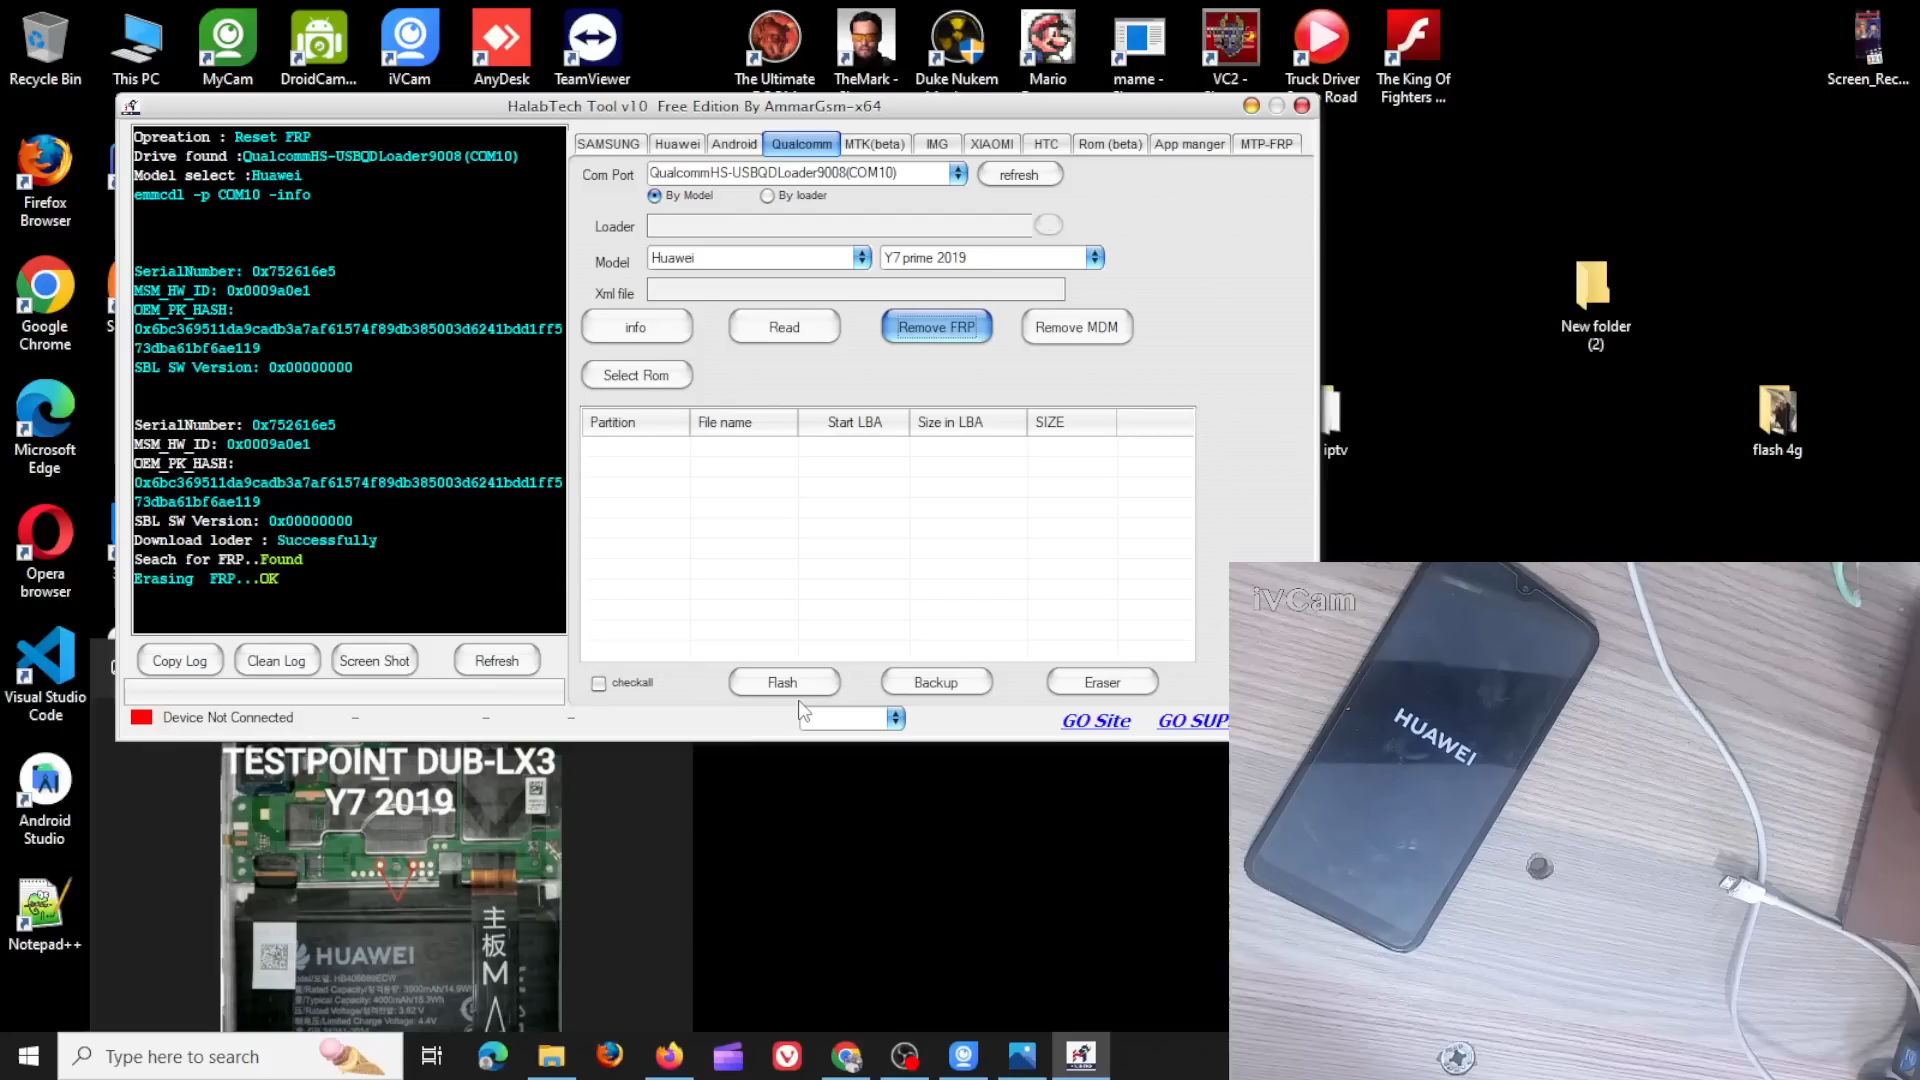 Recycle Bin
This PC
MyCam
DroidCam...
iVCam
AnyDesk
TeamViewer
The Ultimate
TheMark -
Duke Nukem
Mario
mame -
VC2 -
Truck Driver
Road
The King Of
Fighters ...
Screen_Rec...
Firefox
Browser
Google
Chrome
Microsoft
Edge
Opera
browser
Visual Studio
Code
Android
Studio
Notepad++
New folder
(2)
iptv
flash 4g
HalabTech Tool v10 Free Edition By AmmarGsm-x64
Opreation : Reset FRP
Drive found :QualcommHS-USBQDLoader9008(COM10)
Model select :Huawei
emmcdl -p COM10 -info
SerialNumber: 0x752616e5
MSM_HW_ID: 0x0009a0e1
OEM_PK_HASH:
0x6bc369511da9cadb3a7af61574f89db385003d6241bdd1ff5
73dba61bf6ae119
SBL SW Version: 0x00000000
SerialNumber: 0x752616e5
MSM_HW_ID: 0x0009a0e1
OEM_PK_HASH:
0x6bc369511da9cadb3a7af61574f89db385003d6241bdd1ff5
73dba61bf6ae119
SBL SW Version: 0x00000000
Download loder : Successfully
Seach for FRP..Found
Erasing FRP...OK
Copy Log
Clean Log
Screen Shot
Refresh
Device Not Connected
SAMSUNG
Huawei
Android
Qualcomm
MTK(beta)
IMG
XIAOMI
HTC
Rom (beta)
App manger
MTP-FRP
Com Port
QualcommHS-USBQDLoader9008(COM10)
refresh
By Model
By loader
Loader
Model
Huawei
Y7 prime 2019
Xml file
info
Read
Remove FRP
Remove MDM
Select Rom
Partition
File name
Start LBA
Size in LBA
SIZE
checkall
Flash
Backup
Eraser
GO Site
GO SUP
TESTPOINT DUB-LX3
Y7 2019
HUAWEI
主板M
iVCam
HUAWEI
Type here to search